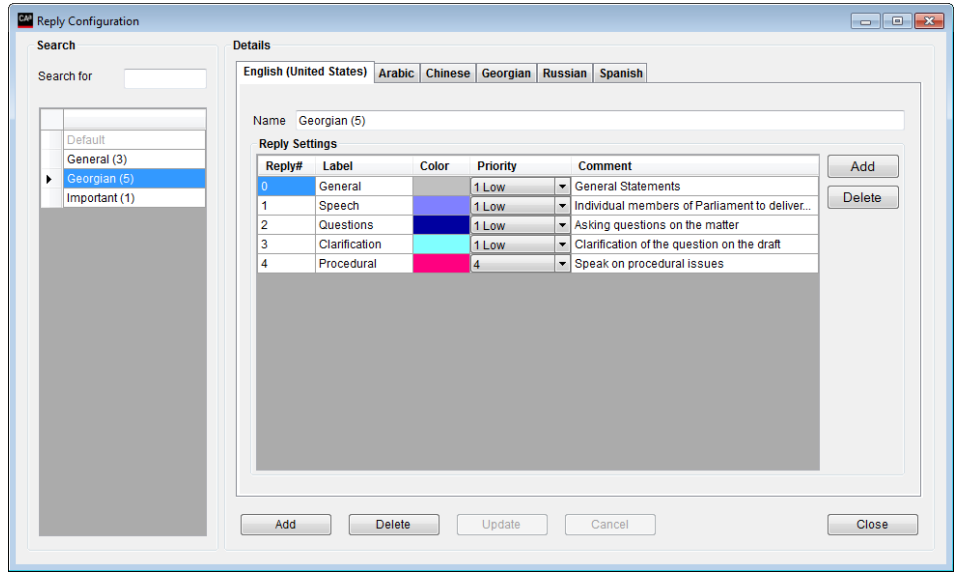 CA³ Reply Configuration
Search
Search for
Default
General (3)
Georgian (5)
Important (1)
Details
English (United States) Arabic Chinese Georgian Russian Spanish
Name Georgian (5)
Reply Settings
Reply# Label Color Priority Comment
0 General 1 Low General Statements
1 Speech 1 Low Individual members of Parliament to deliver...
2 Questions 1 Low Asking questions on the matter
3 Clarification 1 Low Clarification of the question on the draft
4 Procedural 4 Speak on procedural issues
Add
Delete
Add Delete Update Cancel Close